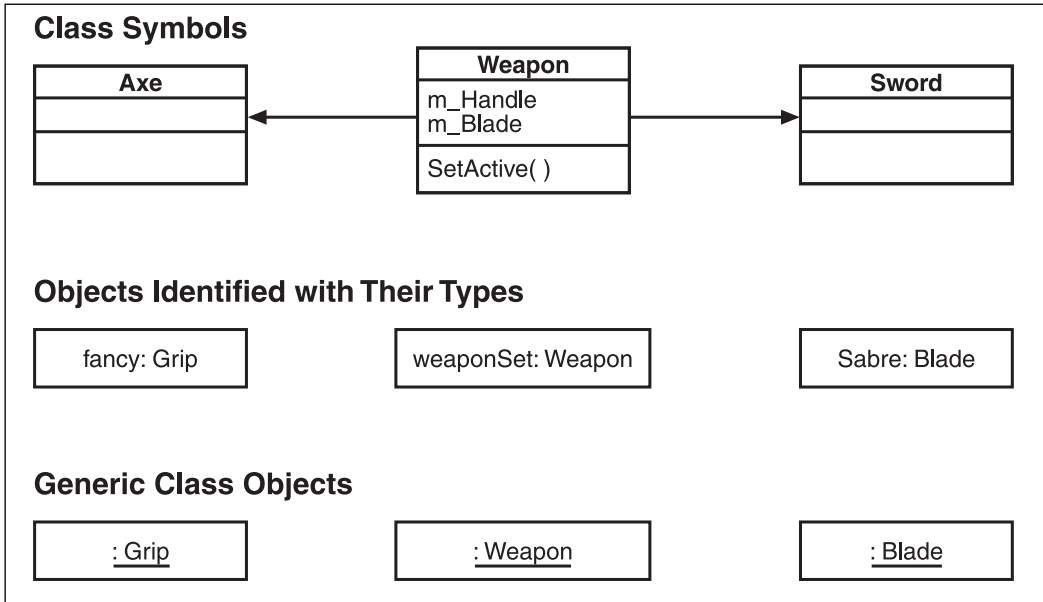 Class Symbols
Axe
Weapon
m_Handle
m_Blade
SetActive( )
Sword
Objects Identified with Their Types
fancy: Grip
weaponSet: Weapon
Sabre: Blade
Generic Class Objects
: Grip
: Weapon
: Blade